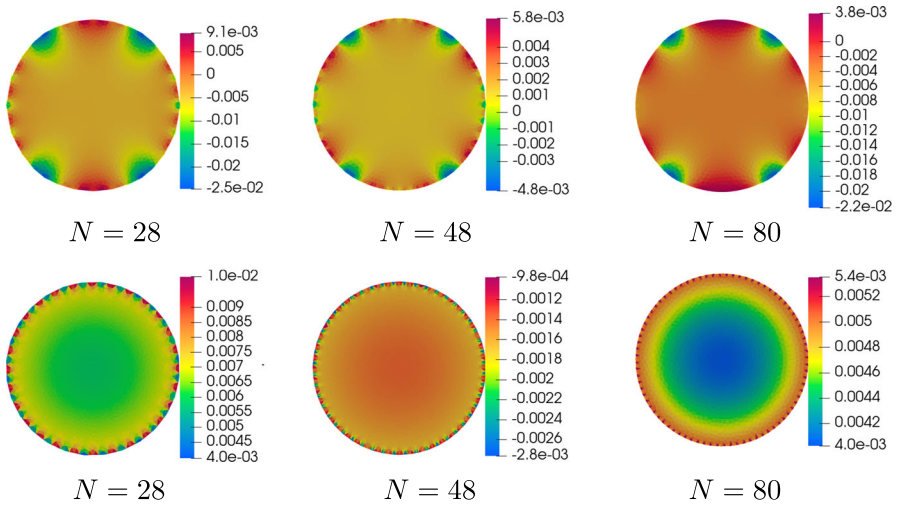 9.1e-03
0.005
0
-0.005
-0.01
-0.015
-0.02
-2.5e-02
5.8e-03
0.004
0.003
0.002
0.001
0
-0.001
-0.002
-0.003
-4.8e-03
3.8e-03
0
-0.002
-0.004
-0.006
-0.008
-0.01
-0.012
-0.014
-0.016
-0.018
-0.02
-2.2e-02
N = 28
N = 48
N = 80
1.0e-02
0.009
0.0085
0.008
0.0075
0.007
0.0065
0.006
0.0055
0.005
0.0045
4.0e-03
-9.8e-04
-0.0012
-0.0014
-0.0016
-0.0018
-0.002
-0.0022
-0.0024
-0.0026
-2.8e-03
5.4e-03
0.0052
0.005
0.0048
0.0046
0.0044
0.0042
4.0e-03
N = 28
N = 48
N = 80